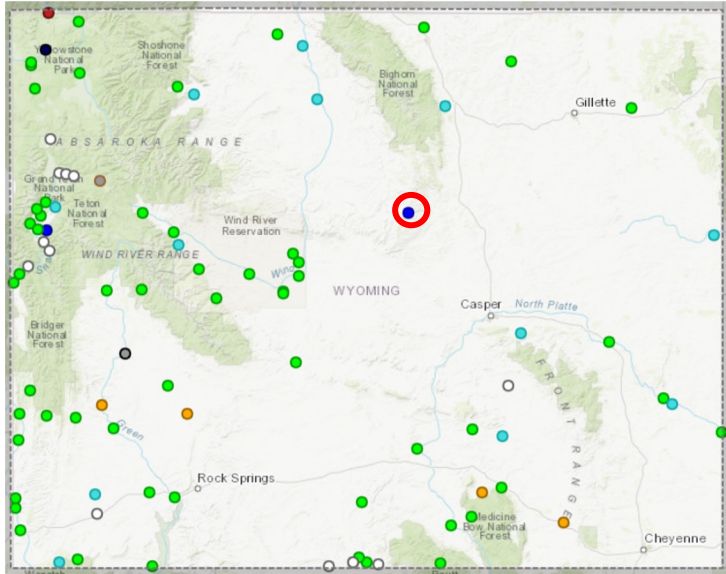 Yellowstone
National
Park
Shoshone
National
Forest
Bighorn
National
Forest
Gillette
ABSAROKA RANGE
Grand Teton
National
Park
Teton
National
Forest
Wind River
Reservation
WIND RIVER RANGE
Wind
WYOMING
Casper
North Platte
Bridger
National
Forest
FRONT RANGE
Green
Rock Springs
Medicine
Bow National
Forest
Cheyenne